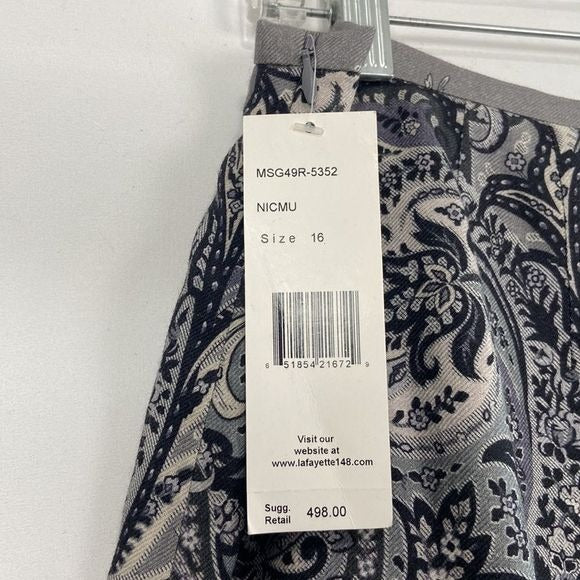 MSG49R-5352
NICMU
Size 16
6 51854 21672 9
Visit our
website at
www.lafayette148.com
Sugg.
Retail 498.00